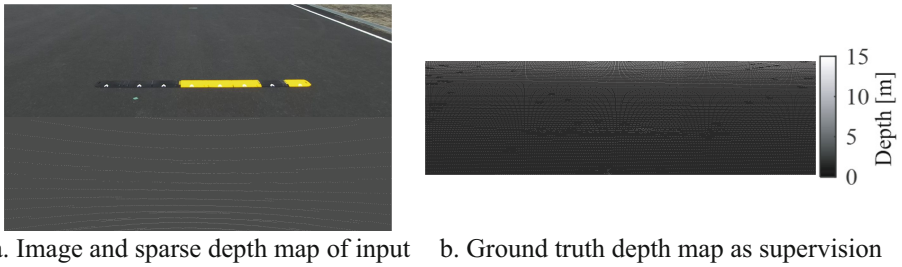 15
10
5
0
Depth [m]
a. Image and sparse depth map of input
b. Ground truth depth map as supervision